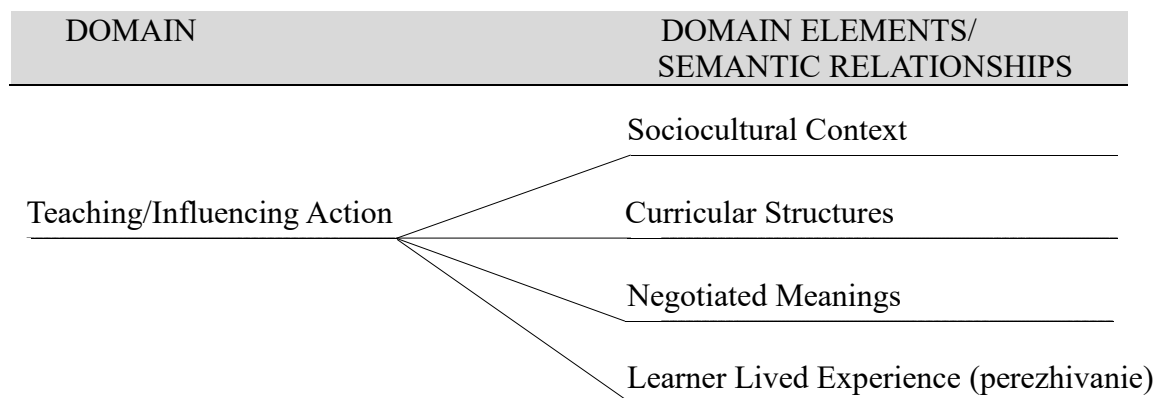 DOMAIN
DOMAIN ELEMENTS/
SEMANTIC RELATIONSHIPS
Sociocultural Context
Teaching/Influencing Action
Curricular Structures
Negotiated Meanings
Learner Lived Experience (perezhivanie)